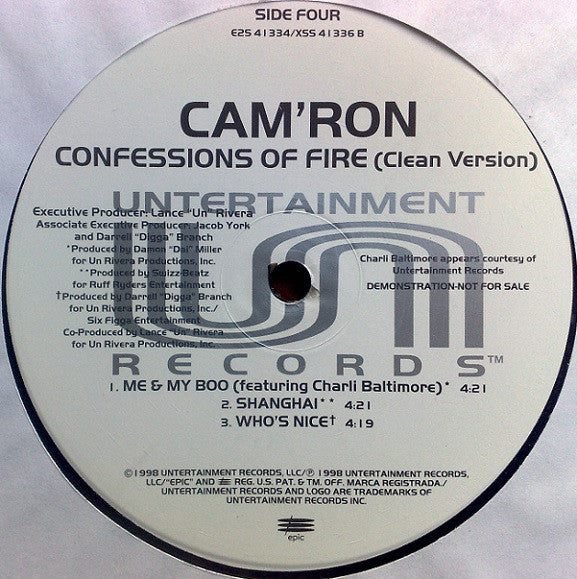 SIDE FOUR
E2S 41334/XSS 41336 B
CAM'RON
CONFESSIONS OF FIRE (Clean Version)
UNTERTAINMENT
Executive Producer: Lance "Un" Rivera
Associate Executive Producer: Jacob York
and Darrell "Digga" Branch
*Produced by Damon "Dai" Miller
for Un Rivera Productions, Inc.
**Produced by Swizz Beatz
for Ruff Ryders Entertainment
†Produced by Darrell "Digga" Branch
for Un Rivera Productions, Inc./
Six Figga Entertainment
Co-Produced by Lance "Un" Rivera
for Un Rivera Productions, Inc.
Charli Baltimore appears courtesy of
Untertainment Records
DEMONSTRATION-NOT FOR SALE
un
RECORDS™
1. ME & MY BOO (featuring Charli Baltimore)* 4:21
2. SHANGHAI** 4:21
3. WHO'S NICE† 4:19
©1998 UNTERTAINMENT RECORDS, LLC/℗ 1998 UNTERTAINMENT RECORDS,
LLC/"EPIC" AND REG. U.S. PAT. & TM. OFF. MARCA REGISTRADA./
UNTERTAINMENT RECORDS AND LOGO ARE TRADEMARKS OF
UNTERTAINMENT RECORDS INC.
epic